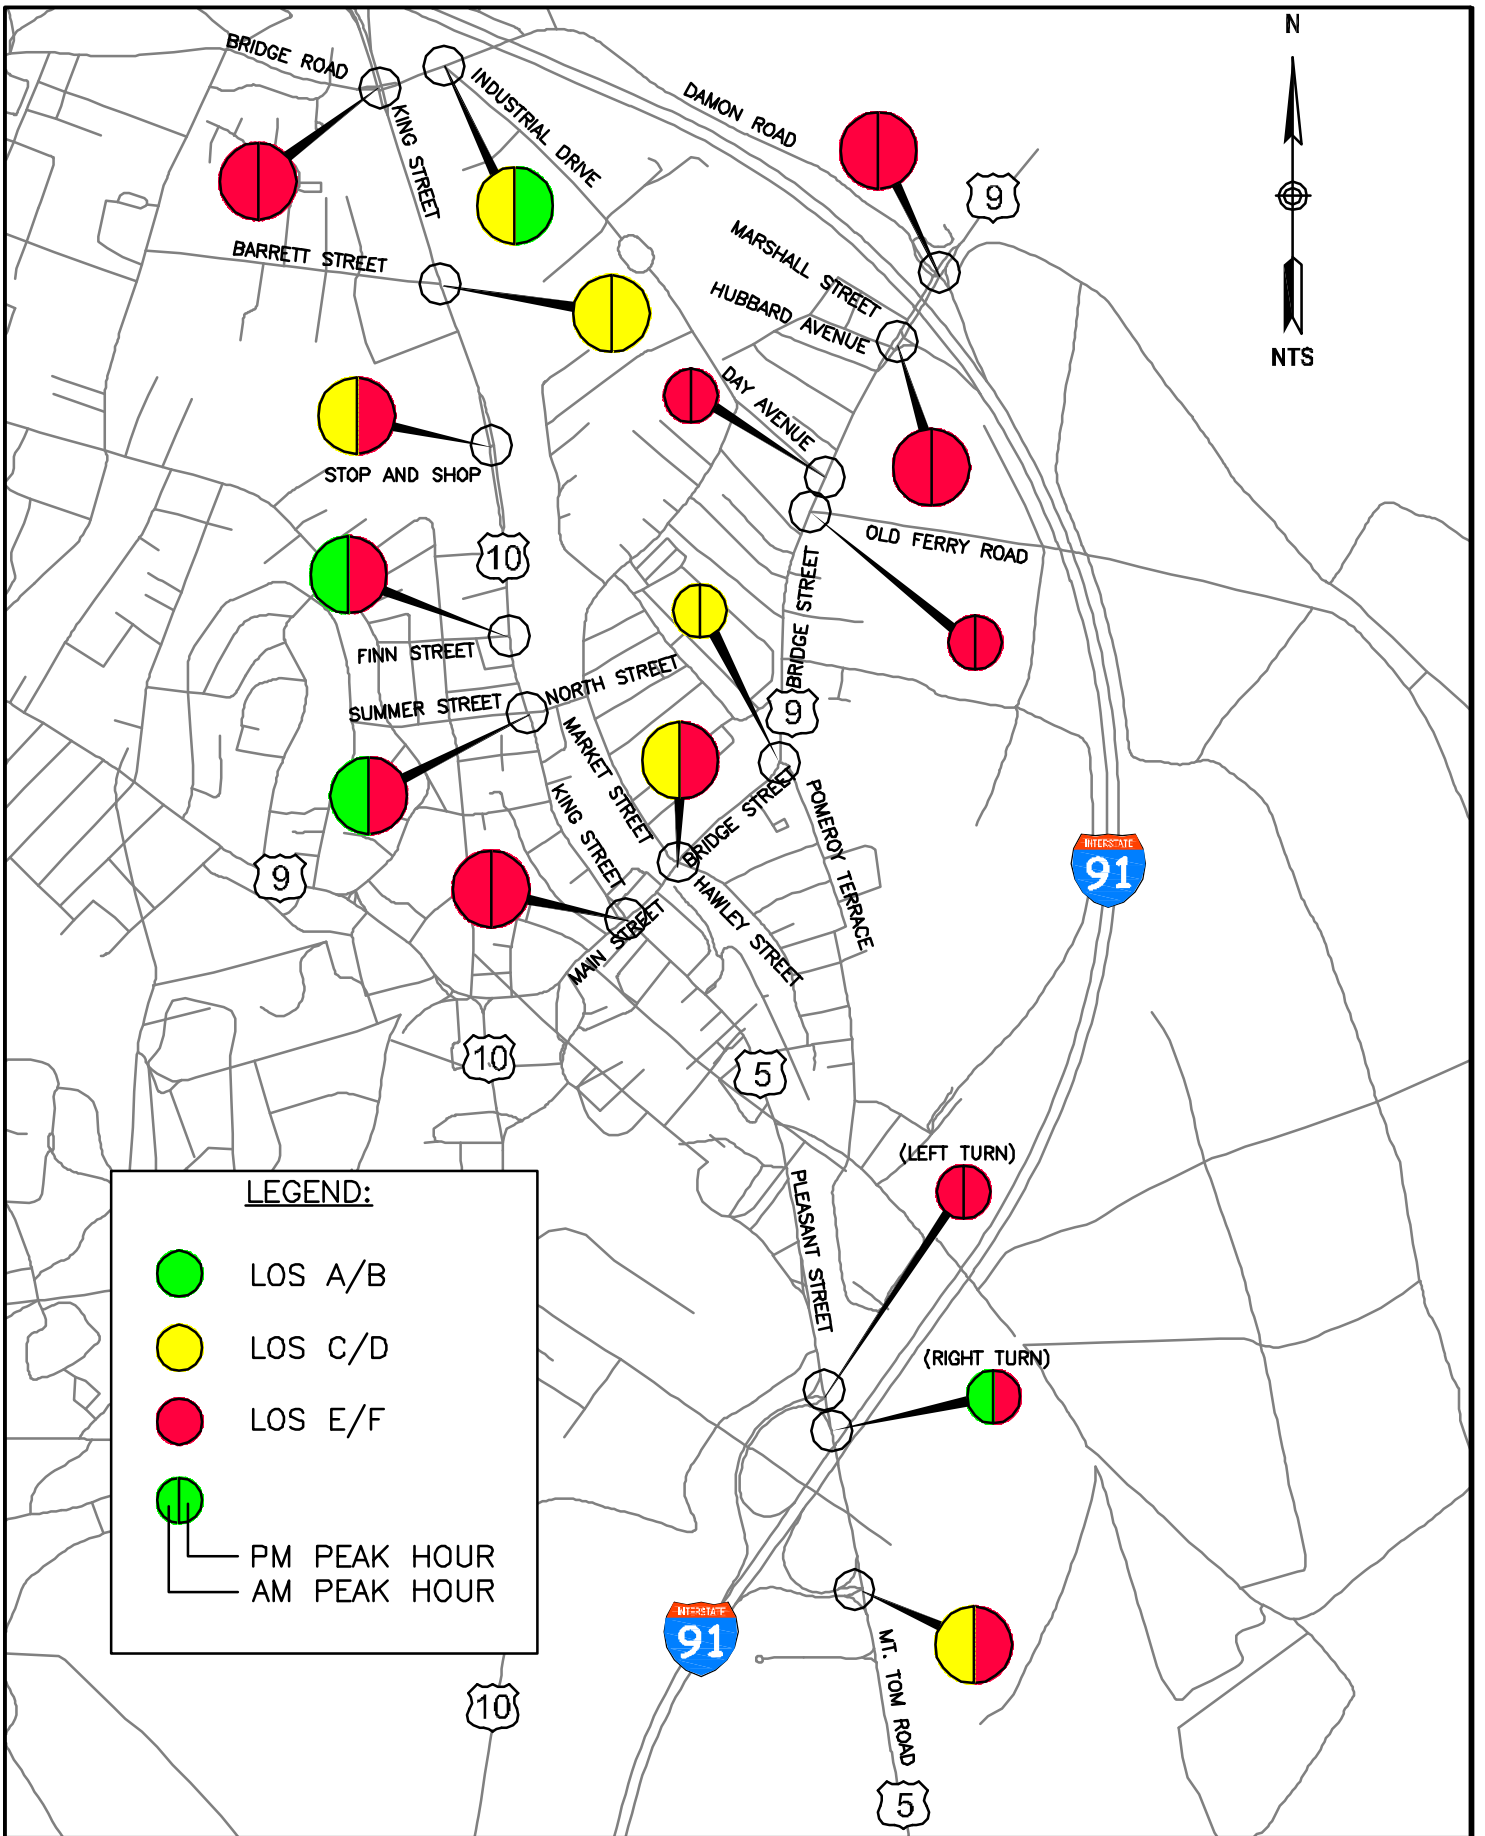 N
BRIDGE ROAD
INDUSTRIAL DRIVE
KING STREET
DAMON ROAD
9
MARSHALL STREET
BARRETT STREET
HUBBARD AVENUE
NTS
DAY AVENUE
STOP AND SHOP
10
OLD FERRY ROAD
BRIDGE STREET
FINN STREET
NORTH STREET
SUMMER STREET
9
MARKET STREET
KING STREET
BRIDGE STREET
POMEROY TERRACE
INTERSTATE
91
9
HAWLEY STREET
MAIN STREET
10
5
(LEFT TURN)
PLEASANT STREET
LEGEND:
LOS A/B
LOS C/D
LOS E/F
PM PEAK HOUR
AM PEAK HOUR
(RIGHT TURN)
INTERSTATE
91
MT. TOM ROAD
10
5